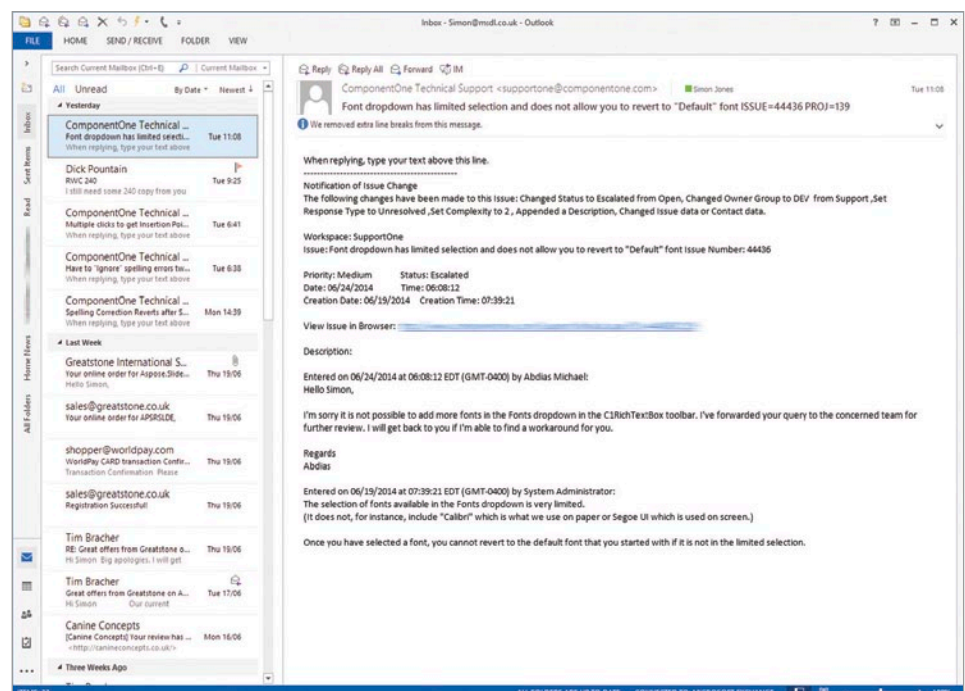 Inbox - Simon@msdl.co.uk - Outlook
FILE HOME SEND / RECEIVE FOLDER VIEW
Search Current Mailbox (Ctrl+E) Current Mailbox
All Unread By Date Newest ↓
Yesterday
ComponentOne Technical ...
Font dropdown has limited selecti... Tue 11:08
When replying, type your text above
Dick Pountain
RWC 240 Tue 9:25
I still need some 240 copy from you
ComponentOne Technical ...
Multiple clicks to get Insertion Poi... Tue 6:41
When replying, type your text above
ComponentOne Technical ...
Have to "Ignore" spelling errors twi... Tue 6:38
When replying, type your text above
ComponentOne Technical ...
Spelling Correction Reverts after S... Mon 14:39
When replying, type your text above
Last Week
Greatstone International S...
Your online order for Aspose.Slide... Thu 19/06
Hello Simon,
sales@greatstone.co.uk
Your online order for APSRSLDE, Thu 19/06
shopper@worldpay.com
WorldPay CARD transaction Confir... Thu 19/06
Transaction Confirmation Please
sales@greatstone.co.uk
Registration Successful! Thu 19/06
Tim Bracher
RE: Great offers from Greatstone o... Thu 19/06
Hi Simon Big apologies. I will get
Tim Bracher
Great offers from Greatstone on A... Tue 17/06
Hi Simon Our current
Canine Concepts
[Canine Concepts] Your review has ... Mon 16/06
<http://canineconcepts.co.uk/>
Three Weeks Ago
Inbox
Sent Items
Read
Home News
All Folders
Reply Reply All Forward IM
ComponentOne Technical Support <supportone@componentone.com> Simon Jones Tue 11:08
Font dropdown has limited selection and does not allow you to revert to "Default" font ISSUE=44436 PROJ=139
We removed extra line breaks from this message.
When replying, type your text above this line.
Notification of Issue Change
The following changes have been made to this Issue: Changed Status to Escalated from Open, Changed Owner Group to DEV from Support ,Set
Response Type to Unresolved ,Set Complexity to 2 , Appended a Description, Changed Issue data or Contact data.
Workspace: SupportOne
Issue: Font dropdown has limited selection and does not allow you to revert to "Default" font Issue Number: 44436
Priority: Medium Status: Escalated
Date: 06/24/2014 Time: 06:08:12
Creation Date: 06/19/2014 Creation Time: 07:39:21
View Issue in Browser:
Description:
Entered on 06/24/2014 at 06:08:12 EDT (GMT-0400) by Abdias Michael:
Hello Simon,
I'm sorry it is not possible to add more fonts in the Fonts dropdown in the C1RichTextBox toolbar. I've forwarded your query to the concerned team for
further review. I will get back to you if I'm able to find a workaround for you.
Regards
Abdias
Entered on 06/19/2014 at 07:39:21 EDT (GMT-0400) by System Administrator:
The selection of fonts available in the Fonts dropdown is very limited.
(It does not, for instance, include "Calibri" which is what we use on paper or Segoe UI which is used on screen.)
Once you have selected a font, you cannot revert to the default font that you started with if it is not in the limited selection.